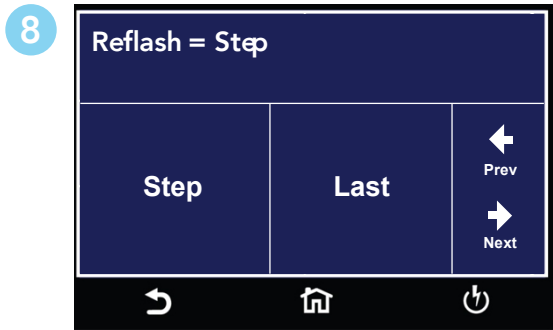 8
Reflash = Step
Step
Last
Prev
Next